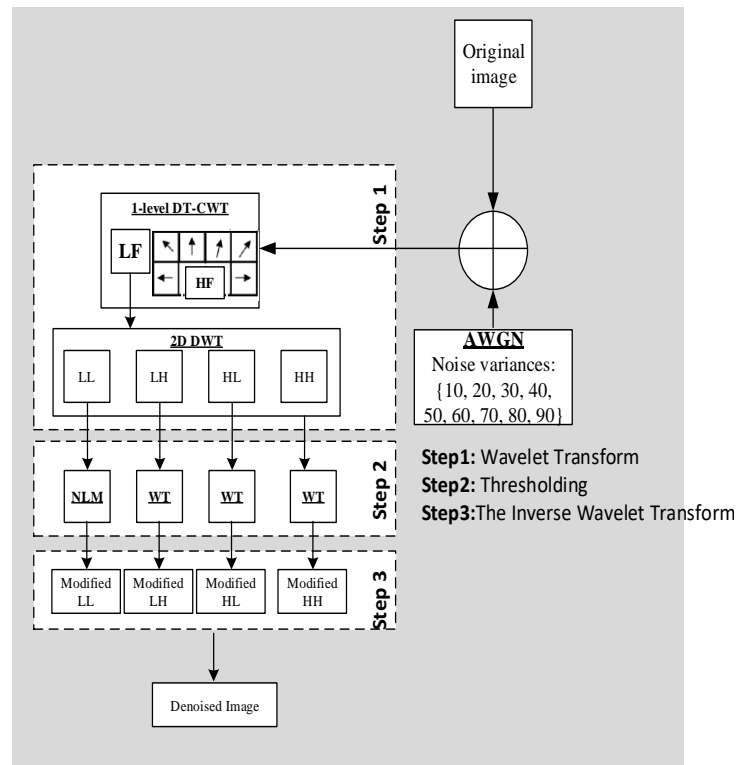 Original
image
Step 1
1-level DT-CWT
LF
HF
2D DWT
LL
LH
HL
HH
AWGN
Noise variances:
{10, 20, 30, 40,
50, 60, 70, 80, 90}
Step 2
NLM
WT
WT
WT
Step1: Wavelet Transform
Step2: Thresholding
Step3:The Inverse Wavelet Transform
Step 3
Modified
LL
Modified
LH
Modified
HL
Modified
HH
Denoised Image